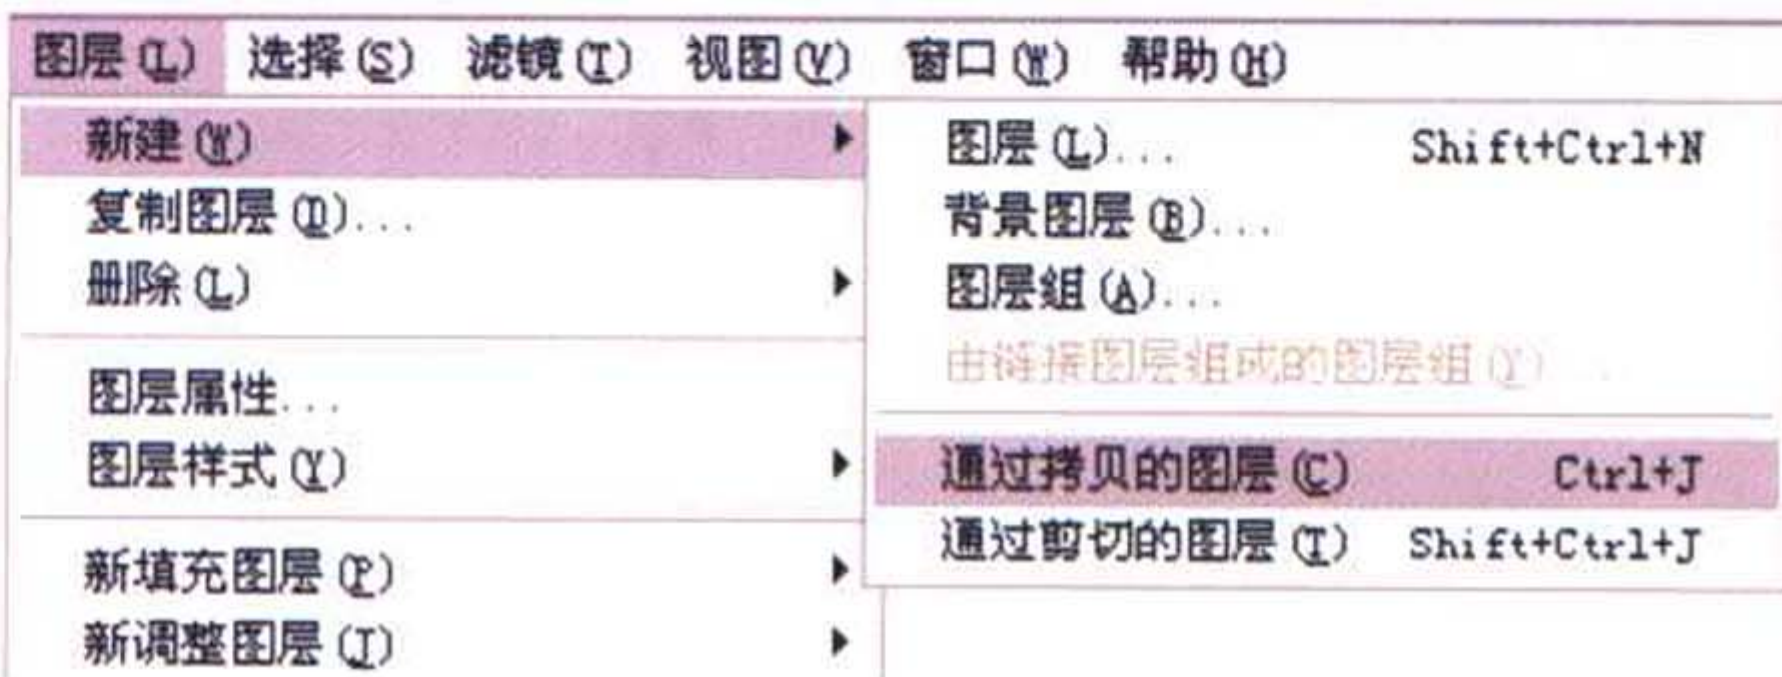 图层(L) 选择(S) 滤镜(T) 视图(V) 窗口(W) 帮助(H)
新建(W)
复制图层(D)...
删除(L)
图层属性...
图层样式(Y)
新填充图层(P)
新调整图层(J)
图层(L)... Shift+Ctrl+N
背景图层(B)...
图层组(A)...
由链接图层组成的图层组(Y)...
通过拷贝的图层(C) Ctrl+J
通过剪切的图层(T) Shift+Ctrl+J